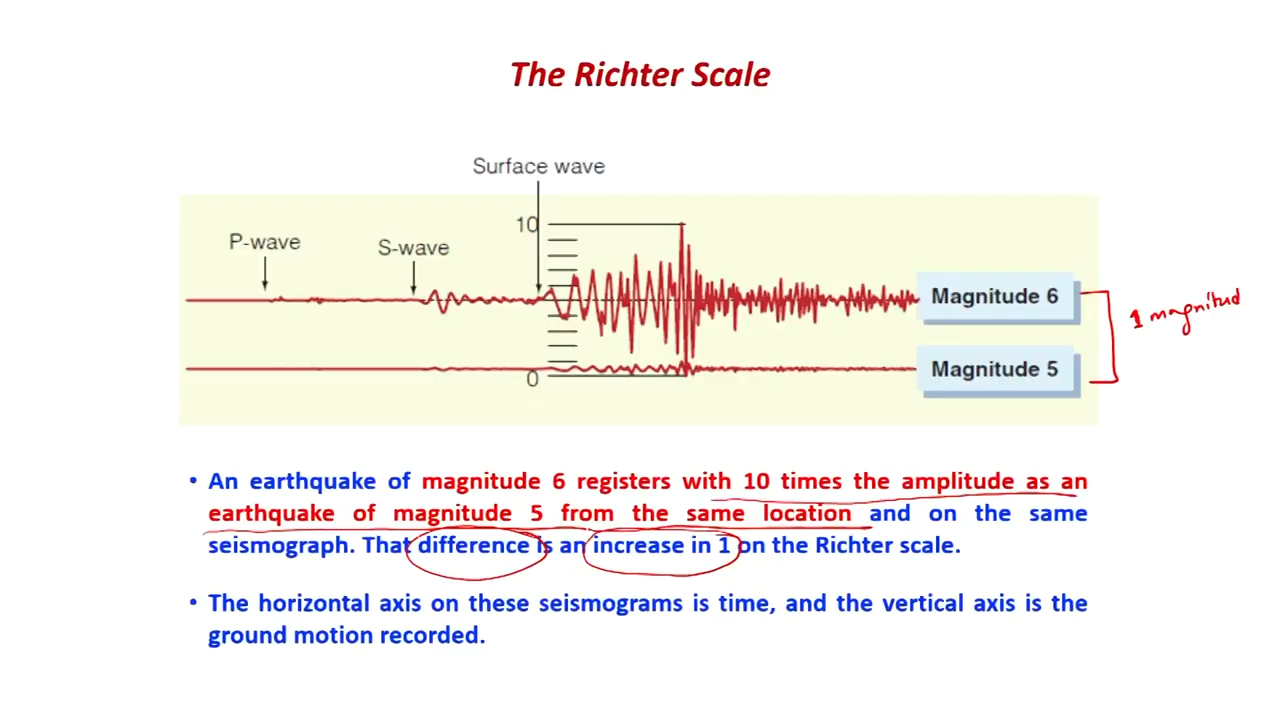 The Richter Scale
Surface wave
10
P-wave
S-wave
Magnitude 6
1 magnitud
Magnitude 5
0
• An earthquake of magnitude 6 registers with 10 times the amplitude as an
earthquake of magnitude 5 from the same location and on the same
seismograph. That difference is an increase in 1 on the Richter scale.
• The horizontal axis on these seismograms is time, and the vertical axis is the
ground motion recorded.